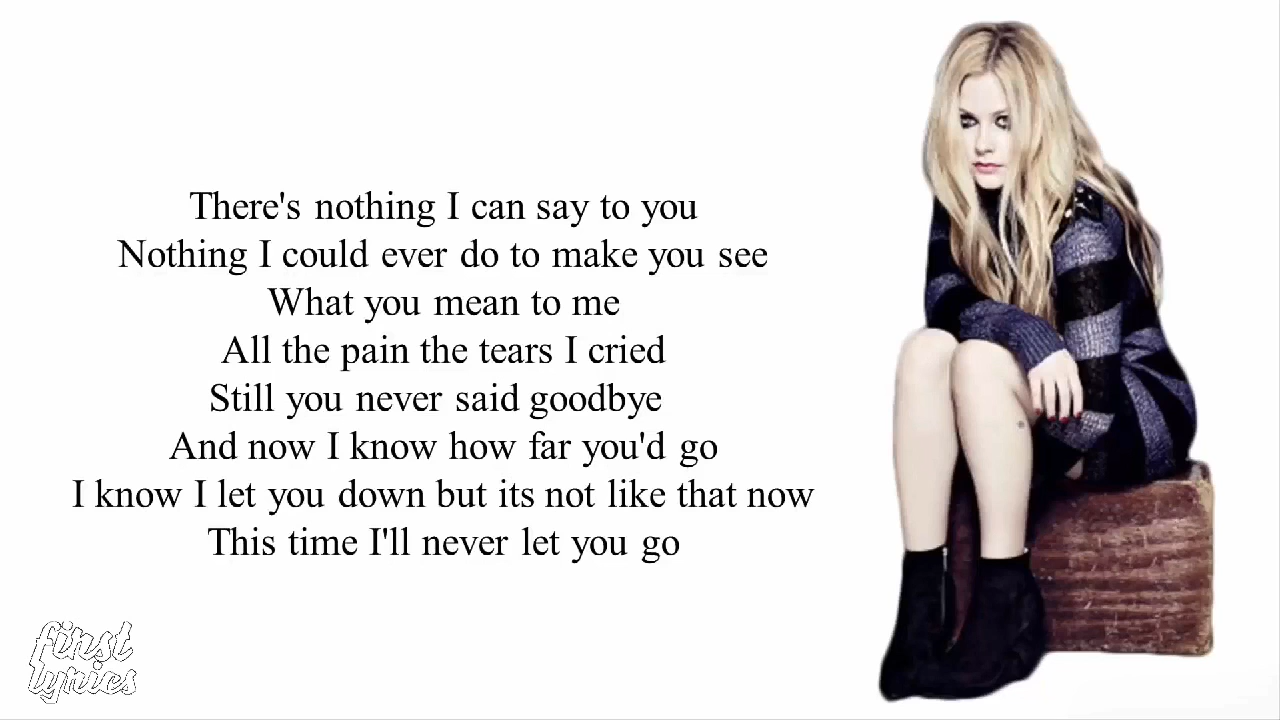 There's nothing I can say to you
Nothing I could ever do to make you see
What you mean to me
All the pain the tears I cried
Still you never said goodbye
And now I know how far you'd go
I know I let you down but its not like that now
This time I'll never let you go
first
lyrics